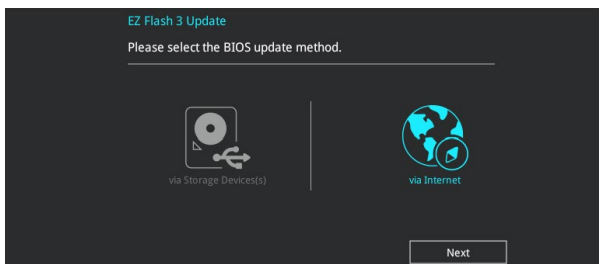 EZ Flash 3 Update
Please select the BIOS update method.
via Storage Devices(s)
via Internet
Next